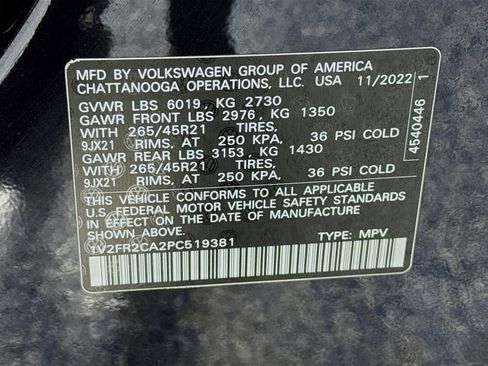 MFD BY VOLKSWAGEN GROUP OF AMERICA
CHATTANOOGA OPERATIONS, LLC. USA 11/2022
GVWR LBS 6019, KG 2730
GAWR FRONT LBS 2976, KG 1350
WITH 265/45R21 TIRES,
9JX21 RIMS, AT 250 KPA, 36 PSI COLD
GAWR REAR LBS 3153, KG 1430
WITH 265/45R21 TIRES,
9JX21 RIMS, AT 250 KPA, 36 PSI COLD
THIS VEHICLE CONFORMS TO ALL APPLICABLE
U.S. FEDERAL MOTOR VEHICLE SAFETY STANDARDS
IN EFFECT ON THE DATE OF MANUFACTURE
SHOWN ABOVE.
1V2FR2CA2PC519381 TYPE: MPV
4540446 1